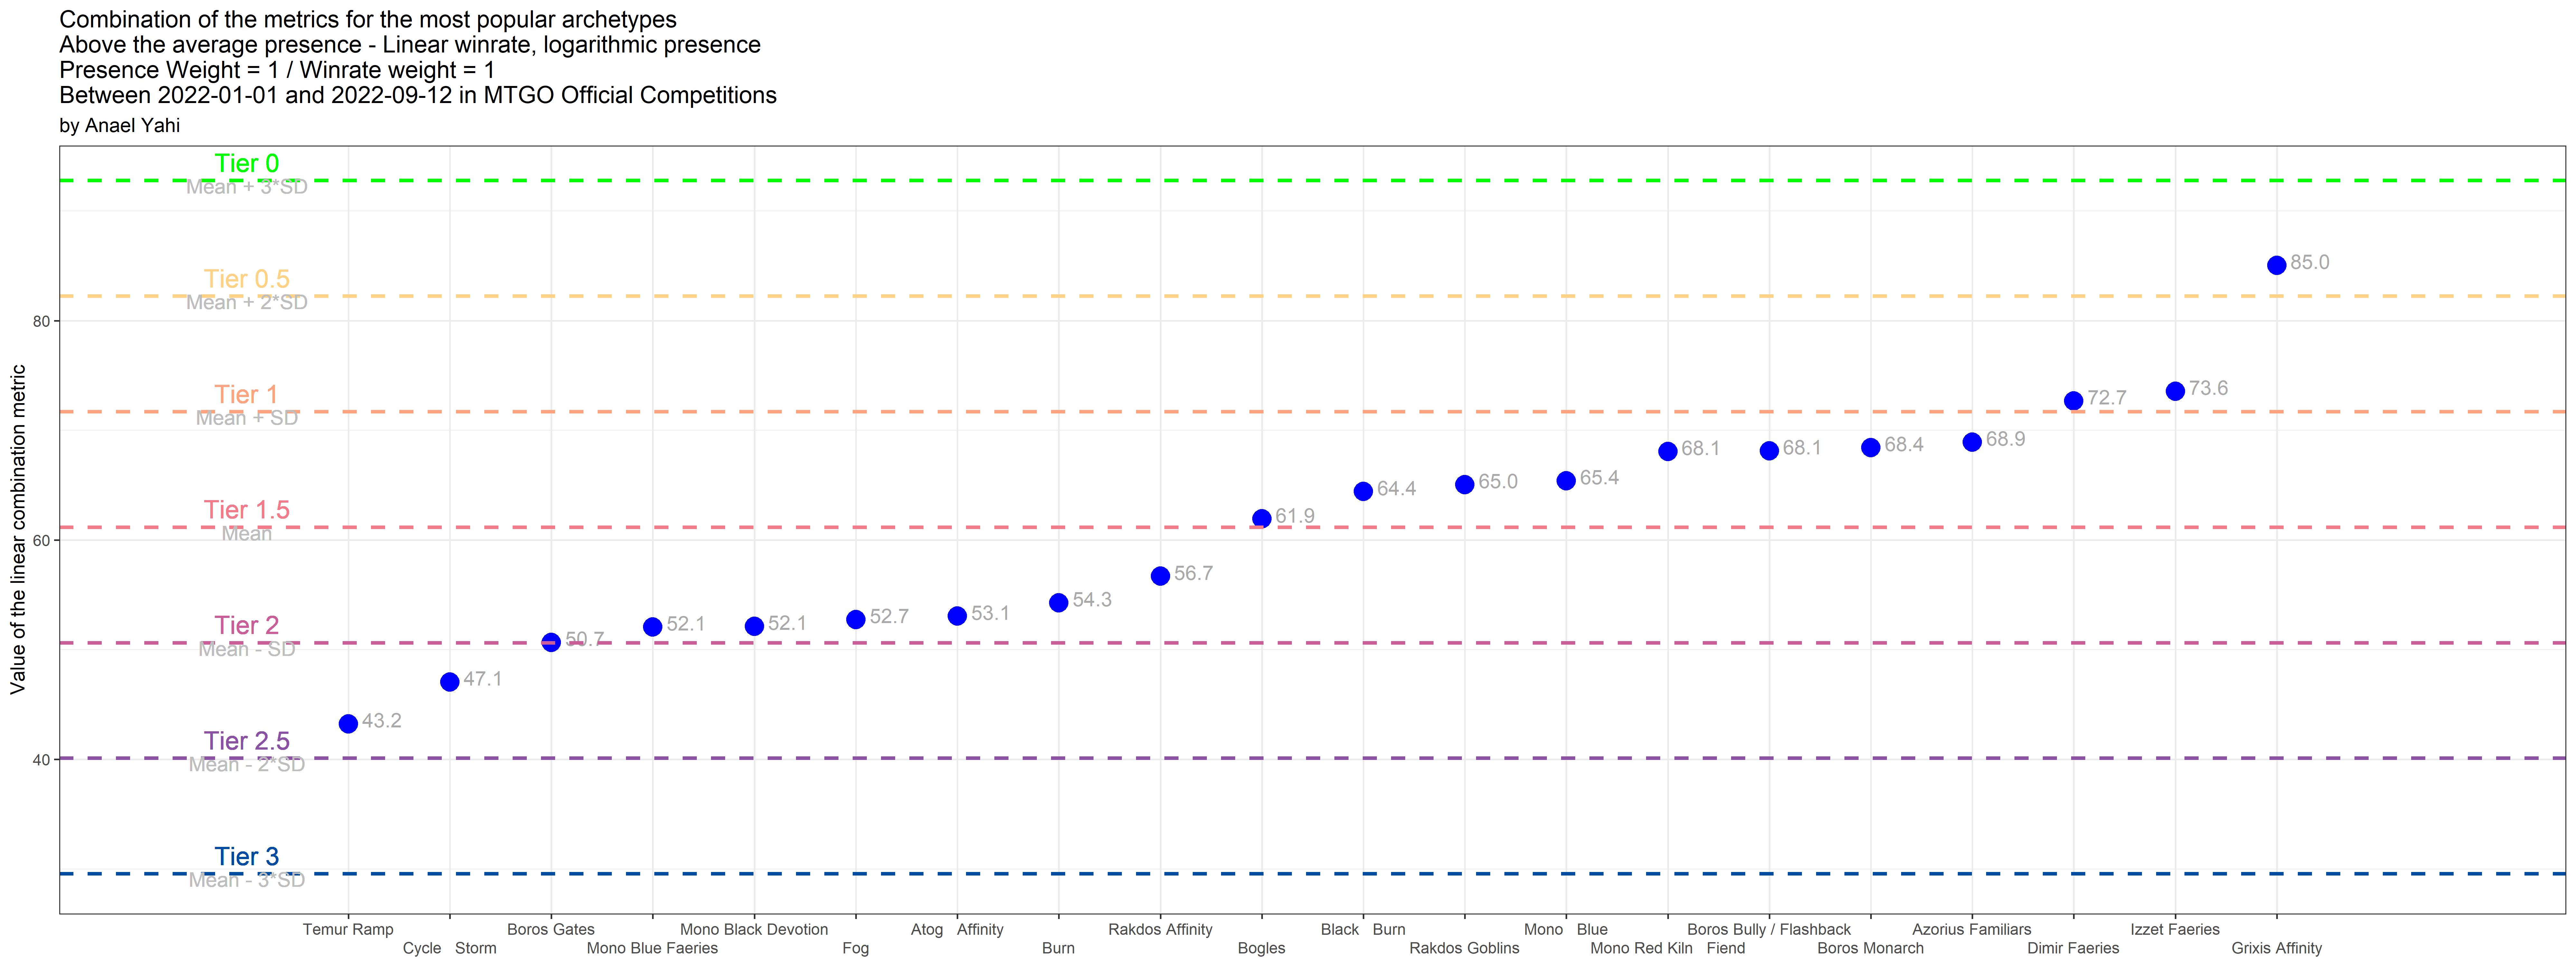 Combination of the metrics for the most popular archetypes
Above the average presence - Linear winrate, logarithmic presence
Presence Weight = 1 / Winrate weight = 1
Between 2022-01-01 and 2022-09-12 in MTGO Official Competitions
by Anael Yahi
Value of the linear combination metric
80
60
40
Tier 0
Mean + 3*SD
Tier 0.5
Mean + 2*SD
Tier 1
Mean + SD
Tier 1.5
Mean
Tier 2
Mean - SD
Tier 2.5
Mean - 2*SD
Tier 3
Mean - 3*SD
43.2
47.1
50.7
52.1
52.1
52.7
53.1
54.3
56.7
61.9
64.4
65.0
65.4
68.1
68.1
68.4
68.9
72.7
73.6
85.0
Temur Ramp
Cycle Storm
Boros Gates
Mono Blue Faeries
Mono Black Devotion
Fog
Atog Affinity
Burn
Rakdos Affinity
Bogles
Black Burn
Rakdos Goblins
Mono Blue
Mono Red Kiln Fiend
Boros Bully / Flashback
Boros Monarch
Azorius Familiars
Dimir Faeries
Izzet Faeries
Grixis Affinity